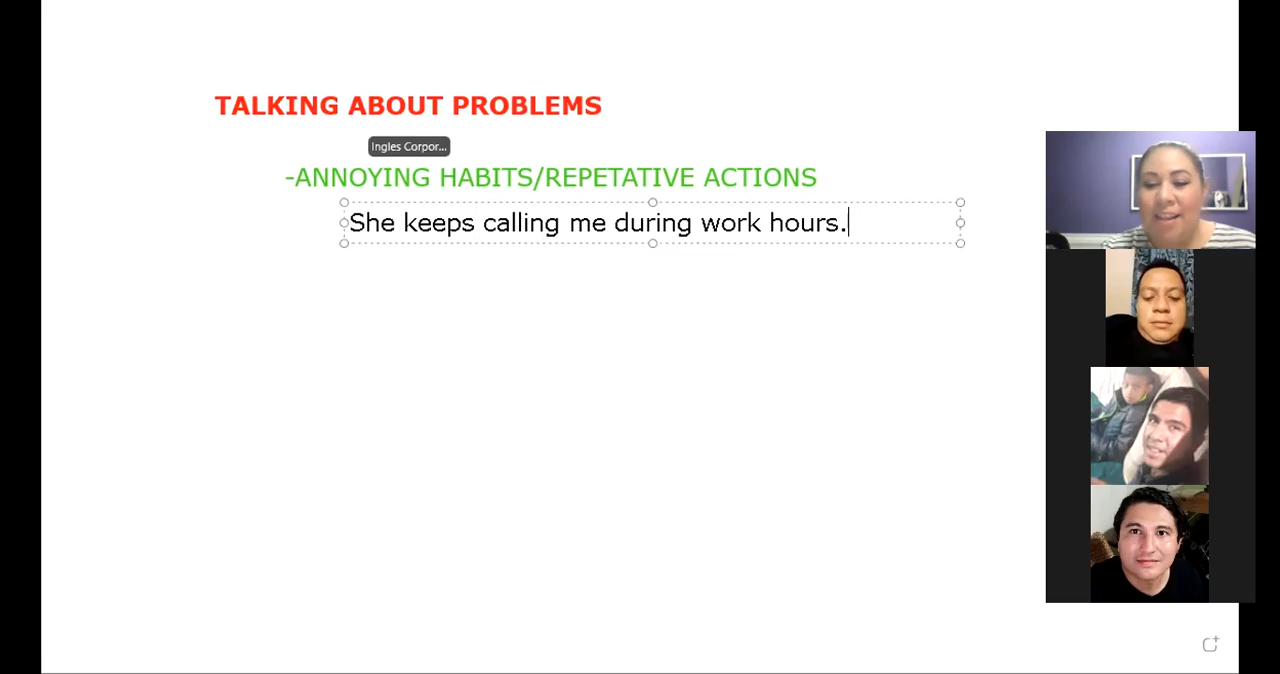 TALKING ABOUT PROBLEMS
Ingles Corpor...
-ANNOYING HABITS/REPETATIVE ACTIONS
She keeps calling me during work hours.